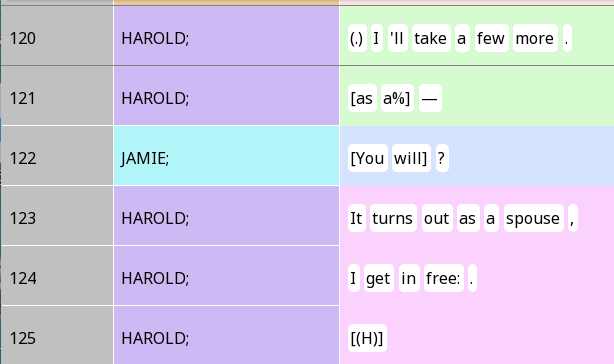 120 HAROLD; (.) I 'll take a few more .
121 HAROLD; [as a%] —
122 JAMIE; [You will] ?
123 HAROLD; It turns out as a spouse ,
124 HAROLD; I get in free: .
125 HAROLD; [(H)]